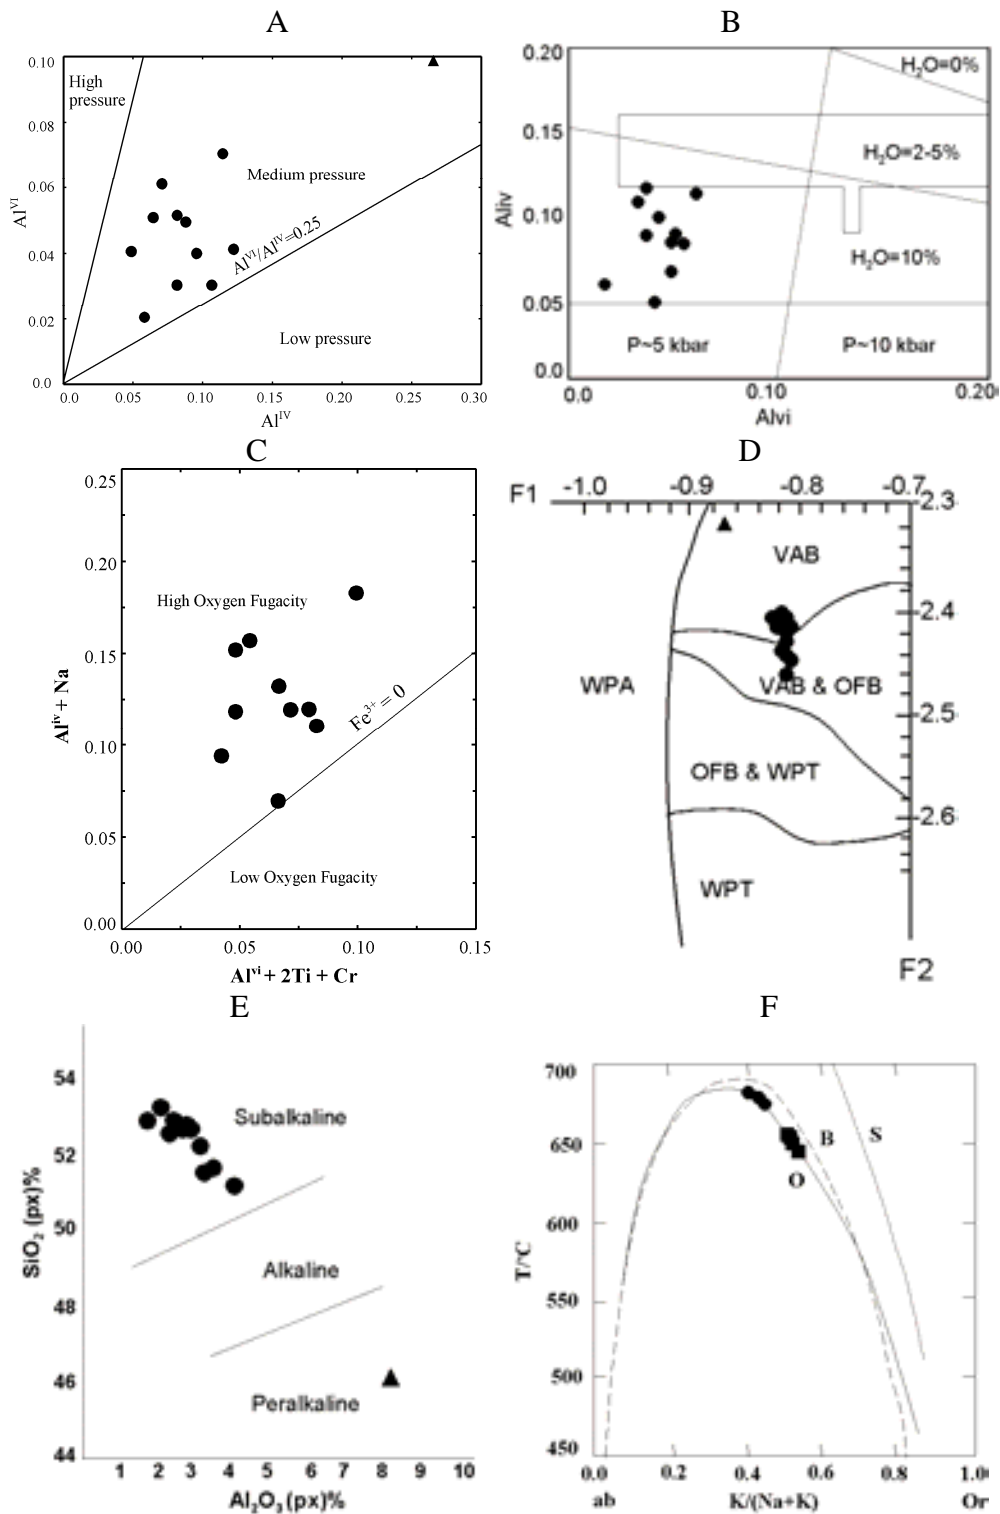 A
0.10
0.08
0.06
0.04
0.02
0.0
Al^VI
High
pressure
Medium pressure
Al^VI/Al^IV=0.25
Low pressure
0.0 0.05 0.10 0.15 0.20 0.25 0.30
Al^IV
B
0.20
0.15
0.10
0.05
0.0
Aliv
H₂O=0%
H₂O=2-5%
H₂O=10%
P~5 kbar
P~10 kbar
0.0 0.10 0.20
Alvi
C
0.25
0.20
0.15
0.10
0.05
0.00
Al^iv + Na
High Oxygen Fugacity
Fe³⁺ = 0
Low Oxygen Fugacity
0.00 0.05 0.10 0.15
Al^vi + 2Ti + Cr
D
F1 -1.0 -0.9 -0.8 -0.7
-2.3
-2.4
-2.5
-2.6
VAB
WPA
VAB & OFB
OFB & WPT
WPT
F2
E
54
52
50
48
46
44
SiO₂ (px)%
Subalkaline
Alkaline
Peralkaline
1 2 3 4 6 7 8 9 10
Al₂O₃ (px)%
F
700
650
600
550
500
450
T/°C
B
S
O
0.0 0.2 0.4 0.6 0.8 1.0
ab K/(Na+K) Or